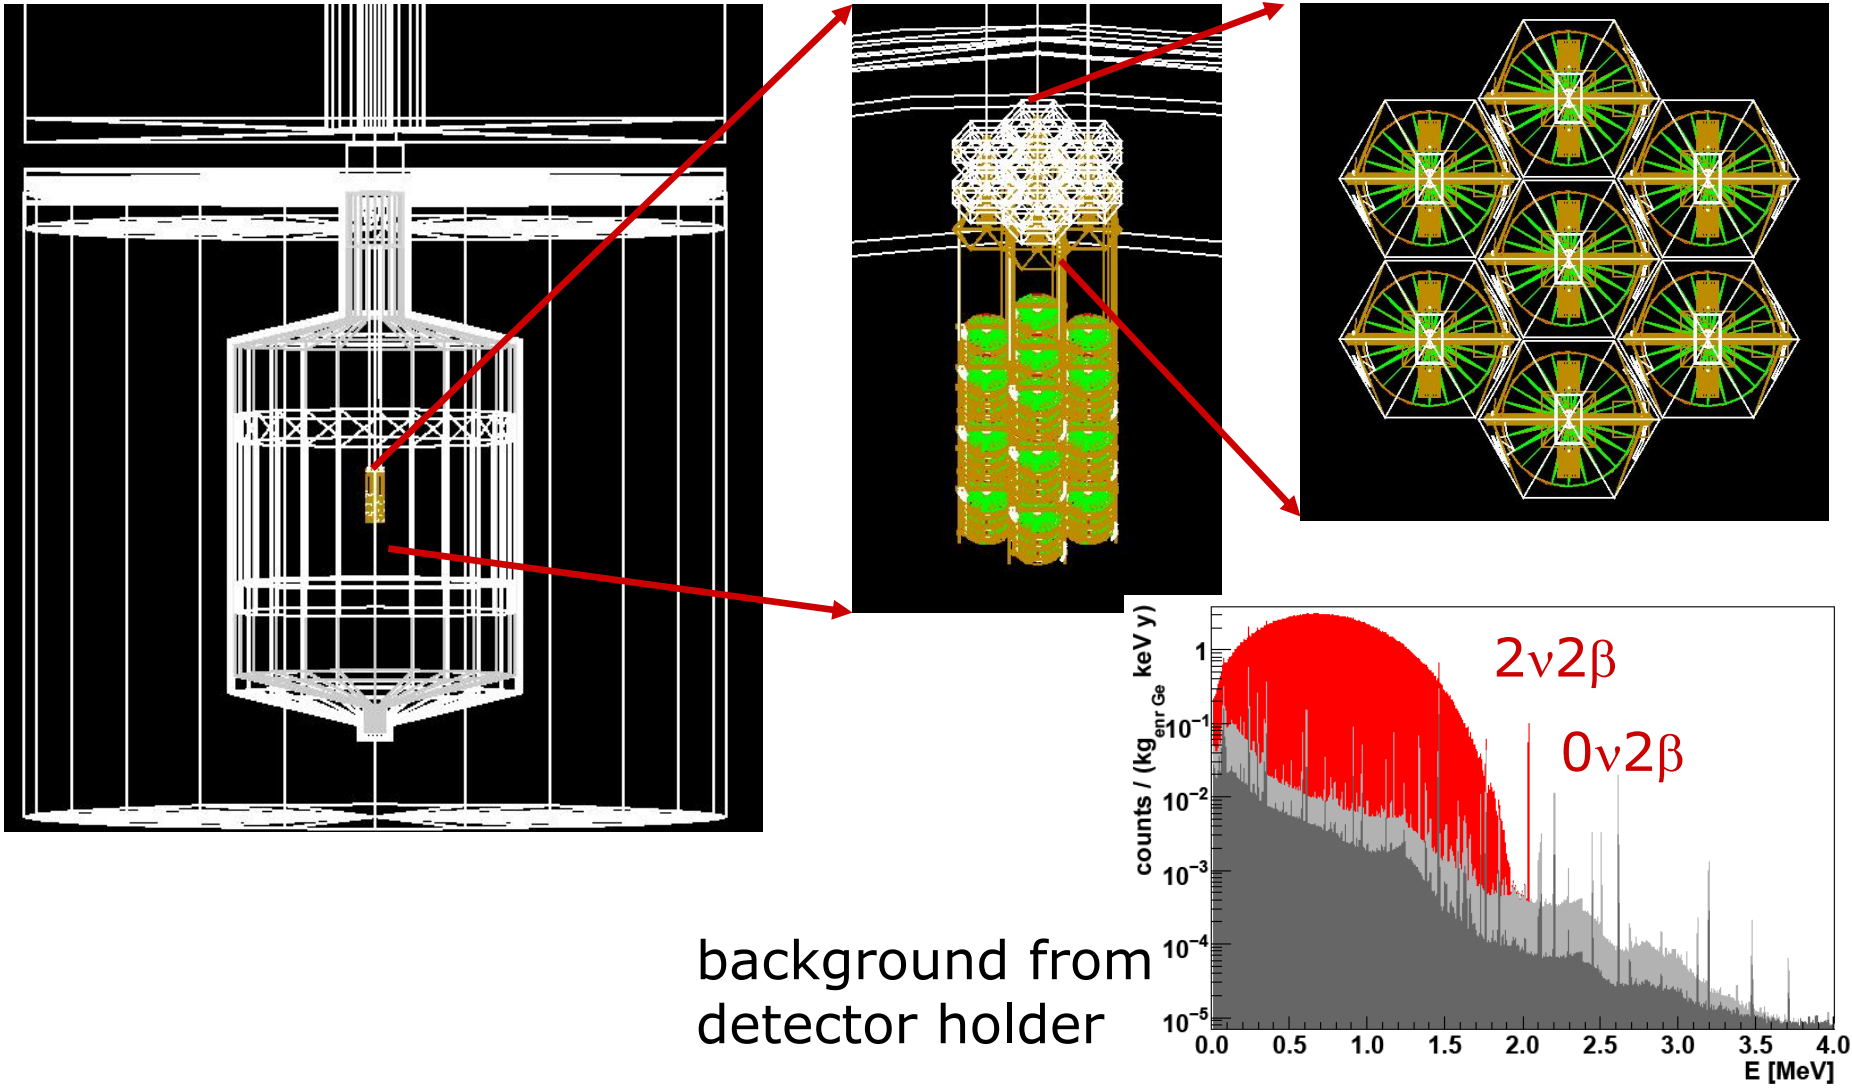 2ν2β
0ν2β
counts / (kg enr Ge keV y)
1
10⁻¹
10⁻²
10⁻³
10⁻⁴
10⁻⁵
0.0 0.5 1.0 1.5 2.0 2.5 3.0 3.5 4.0
E [MeV]
background from
detector holder